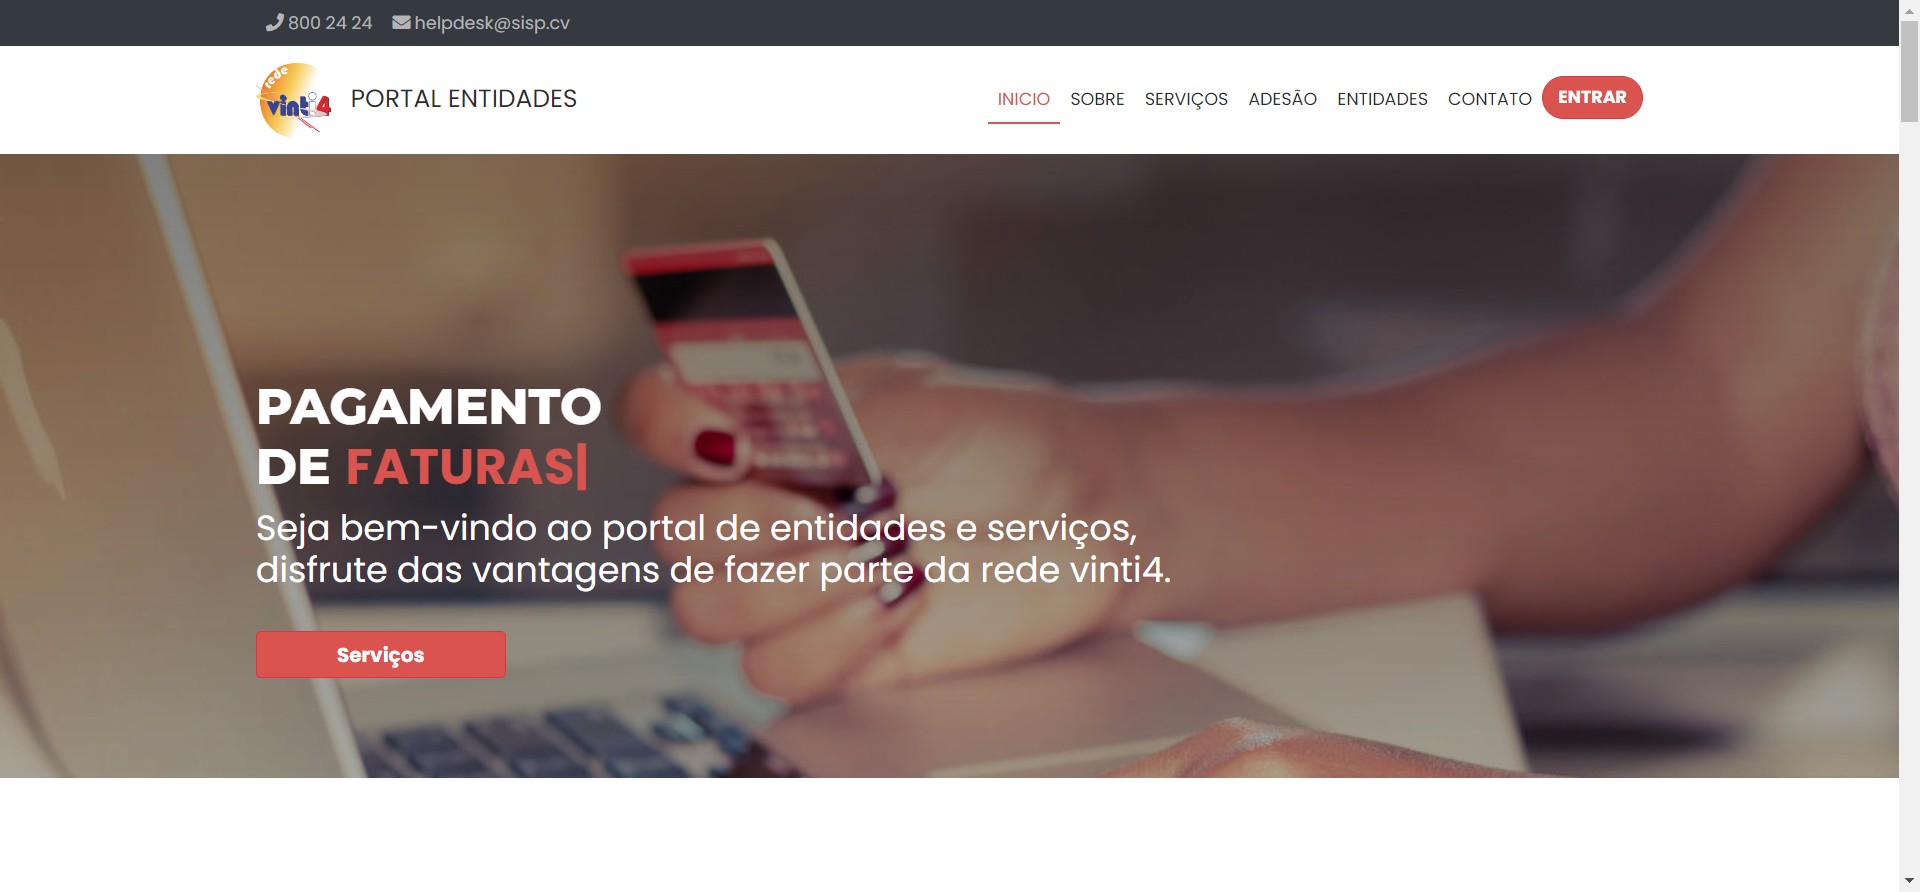 800 24 24 helpdesk@sisp.cv
rede
vinti4
PORTAL ENTIDADES
INICIO SOBRE SERVIÇOS ADESÃO ENTIDADES CONTATO ENTRAR
PAGAMENTO
DE FATURAS|
Seja bem-vindo ao portal de entidades e serviços,
disfrute das vantagens de fazer parte da rede vinti4.
Serviços